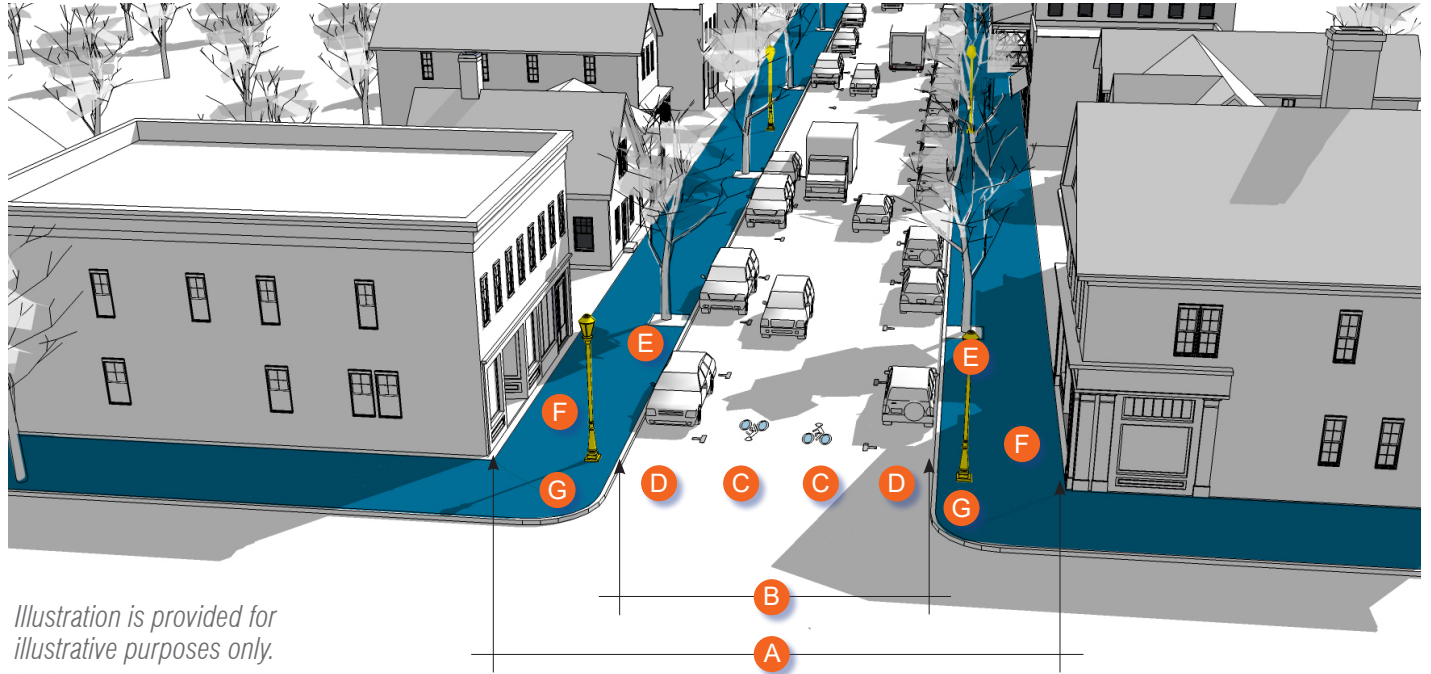 E
E
F
F
G
D
C
C
D
G
B
Illustration is provided for
illustrative purposes only.
A